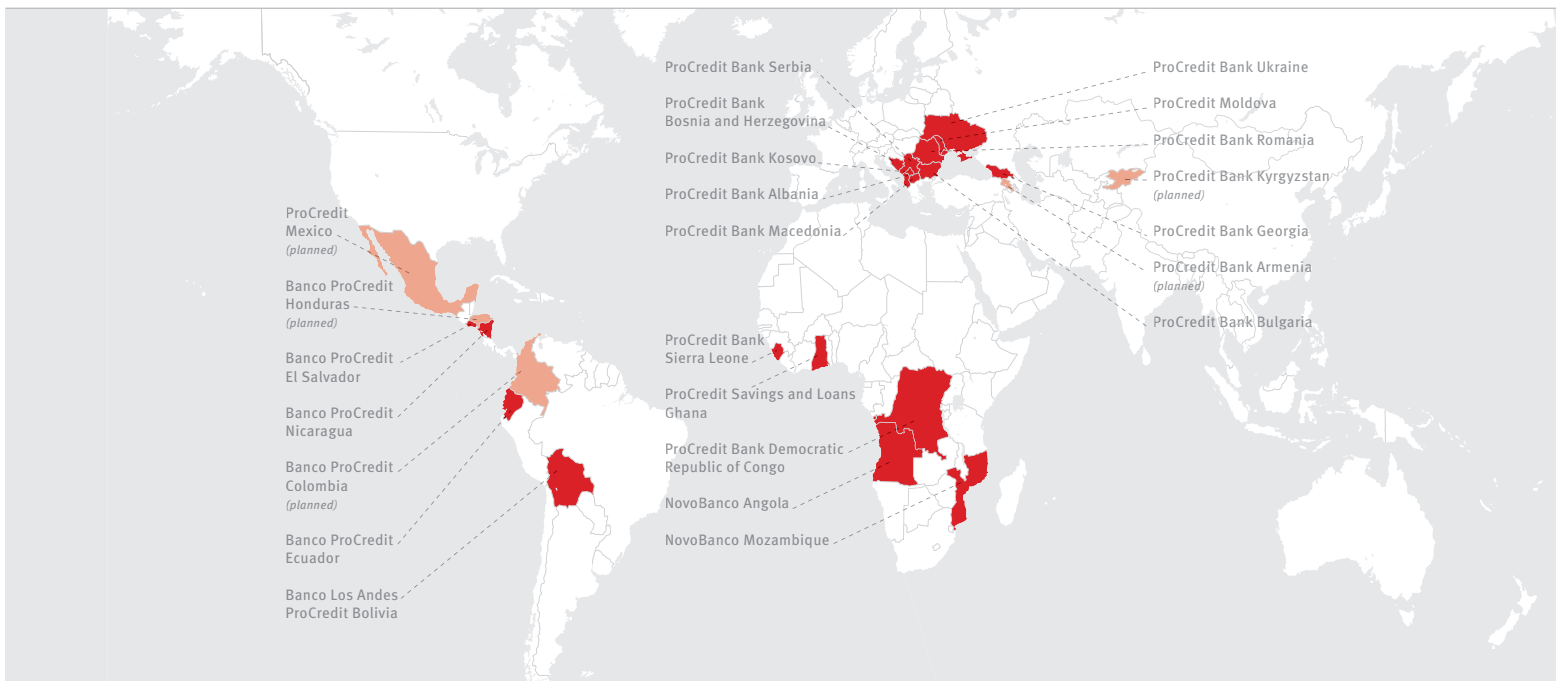 ProCredit
Mexico
(planned)
Banco ProCredit
Honduras
(planned)
Banco ProCredit
El Salvador
Banco ProCredit
Nicaragua
Banco ProCredit
Colombia
(planned)
Banco ProCredit
Ecuador
Banco Los Andes
ProCredit Bolivia
ProCredit Bank Serbia
ProCredit Bank
Bosnia and Herzegovina
ProCredit Bank Kosovo
ProCredit Bank Albania
ProCredit Bank Macedonia
ProCredit Bank
Sierra Leone
ProCredit Savings and Loans
Ghana
ProCredit Bank Democratic
Republic of Congo
NovoBanco Angola
NovoBanco Mozambique
ProCredit Bank Ukraine
ProCredit Moldova
ProCredit Bank Romania
ProCredit Bank Kyrgyzstan
(planned)
ProCredit Bank Georgia
ProCredit Bank Armenia
(planned)
ProCredit Bank Bulgaria